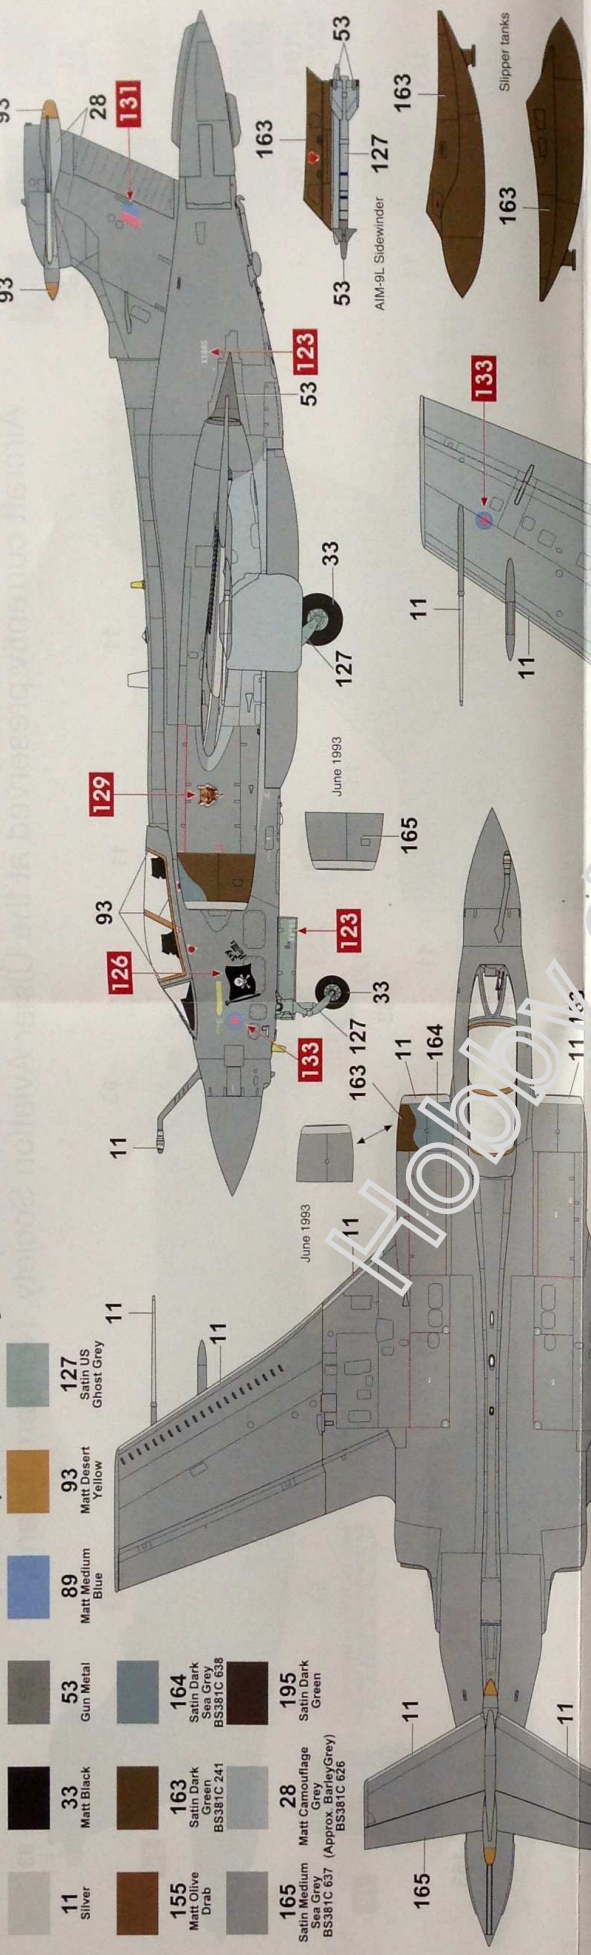 11
Silver
33
Matt Black
53
Gun Metal
89
Matt Medium
Blue
93
Matt Desert
Yellow
127
Satin US
Ghost Grey
155
Matt Olive
Drab
163
Satin Dark
Green
BS381C 241
164
Satin Dark
Sea Grey
BS381C 638
165
Satin Medium
Sea Grey
BS381C 637
28
Matt Camouflage
Grey
(Approx. BarleyGrey)
BS381C 626
195
Satin Dark
Green
93
93
28
131
11
126
93
129
123
53
133
127
33
123
127
33
June 1993
165
163
53
53
127
AIM-9L Sidewinder
163
163
Slipper tanks
11
11
June 1993
163
11
164
11
11
11
133
11
11
165
11
11
163
Hobby